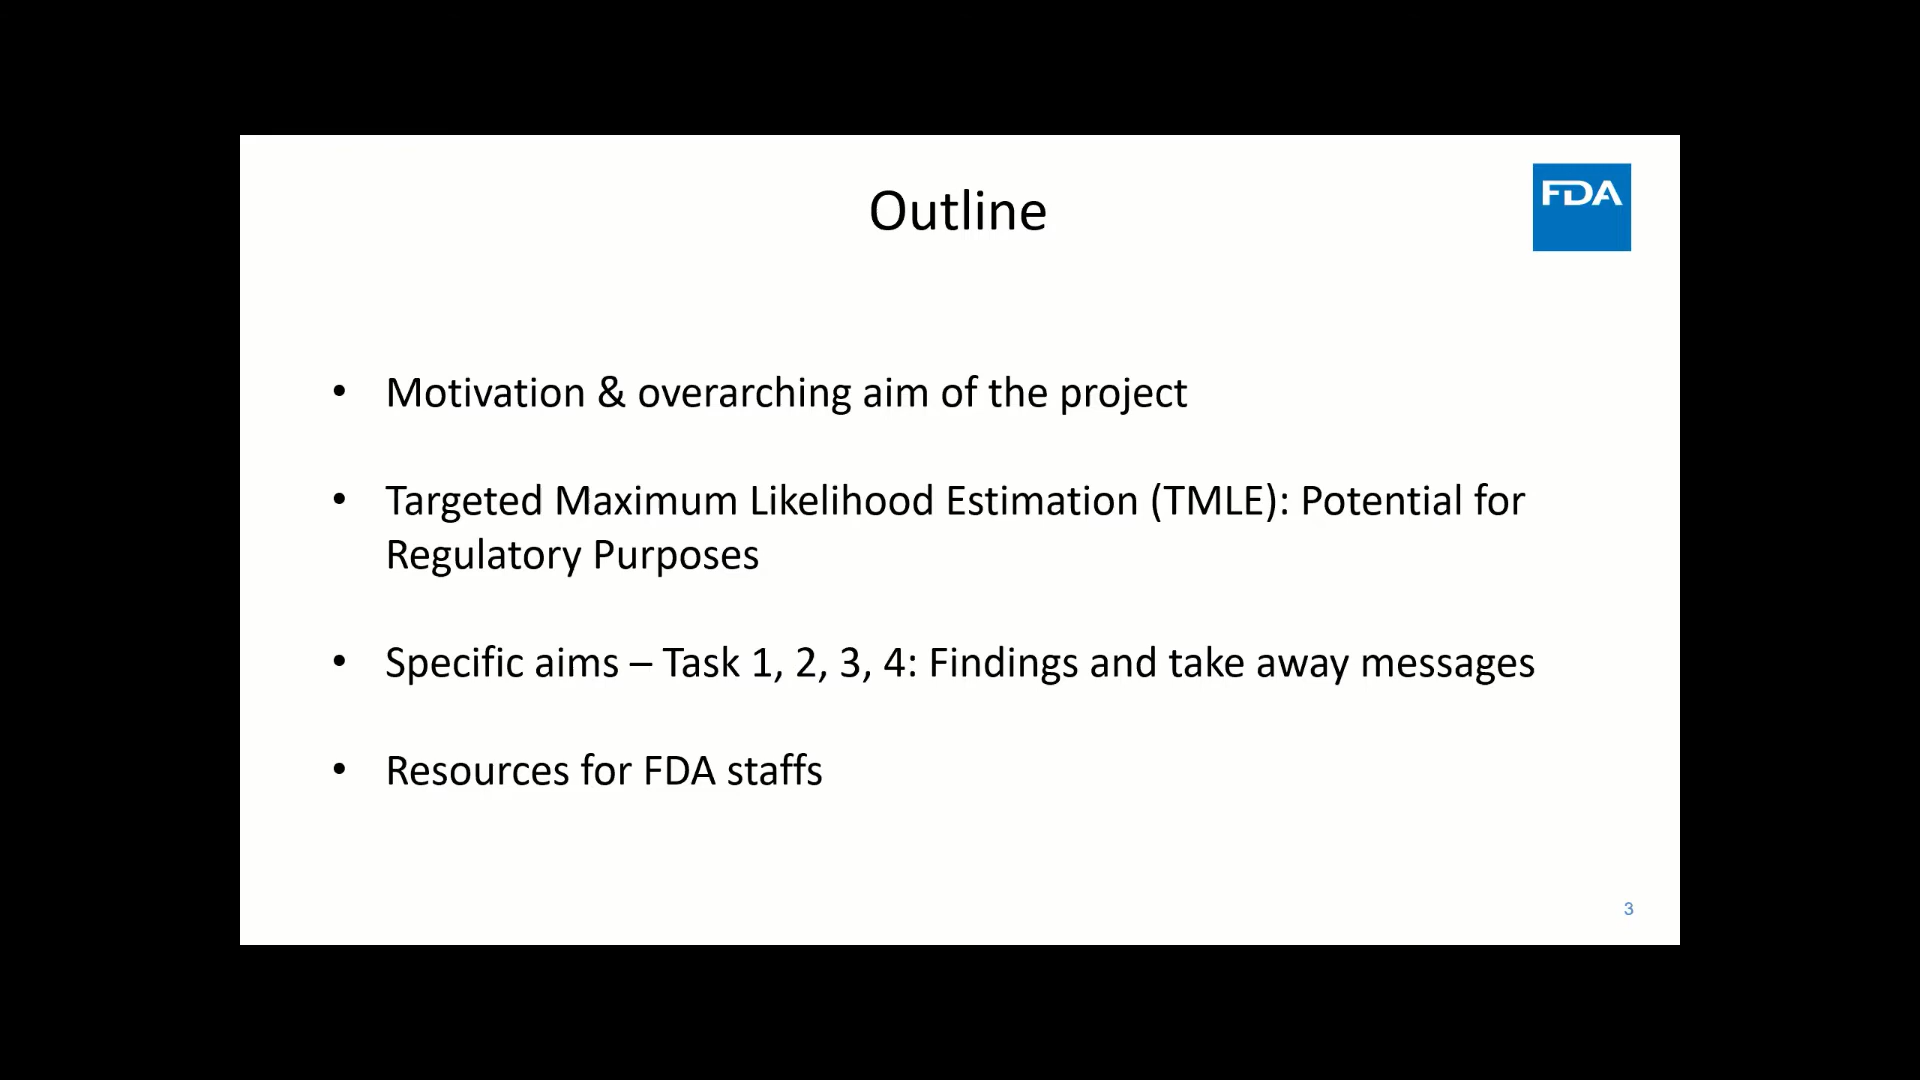 Outline
FDA
• Motivation & overarching aim of the project
• Targeted Maximum Likelihood Estimation (TMLE): Potential for
Regulatory Purposes
• Specific aims – Task 1, 2, 3, 4: Findings and take away messages
• Resources for FDA staffs
3